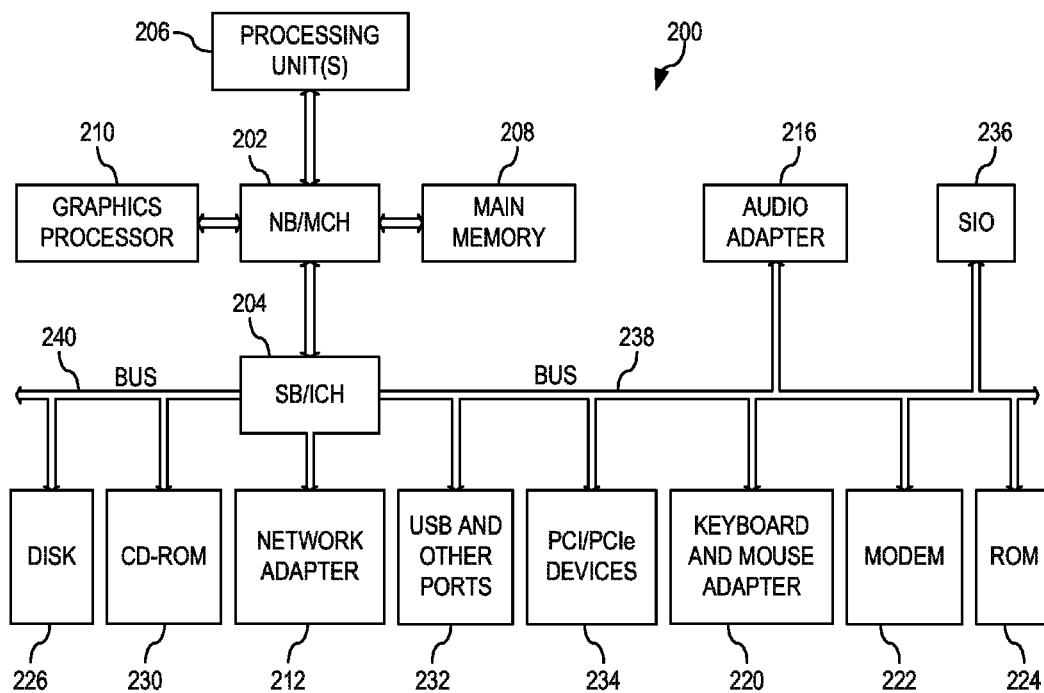 206
PROCESSING
UNIT(S)
200
210
202
208
216
236
GRAPHICS
PROCESSOR
NB/MCH
MAIN
MEMORY
AUDIO
ADAPTER
SIO
204
240
238
BUS
SB/ICH
BUS
DISK
CD-ROM
NETWORK
ADAPTER
USB AND
OTHER
PORTS
PCI/PCIe
DEVICES
KEYBOARD
AND MOUSE
ADAPTER
MODEM
ROM
226
230
212
232
234
220
222
224